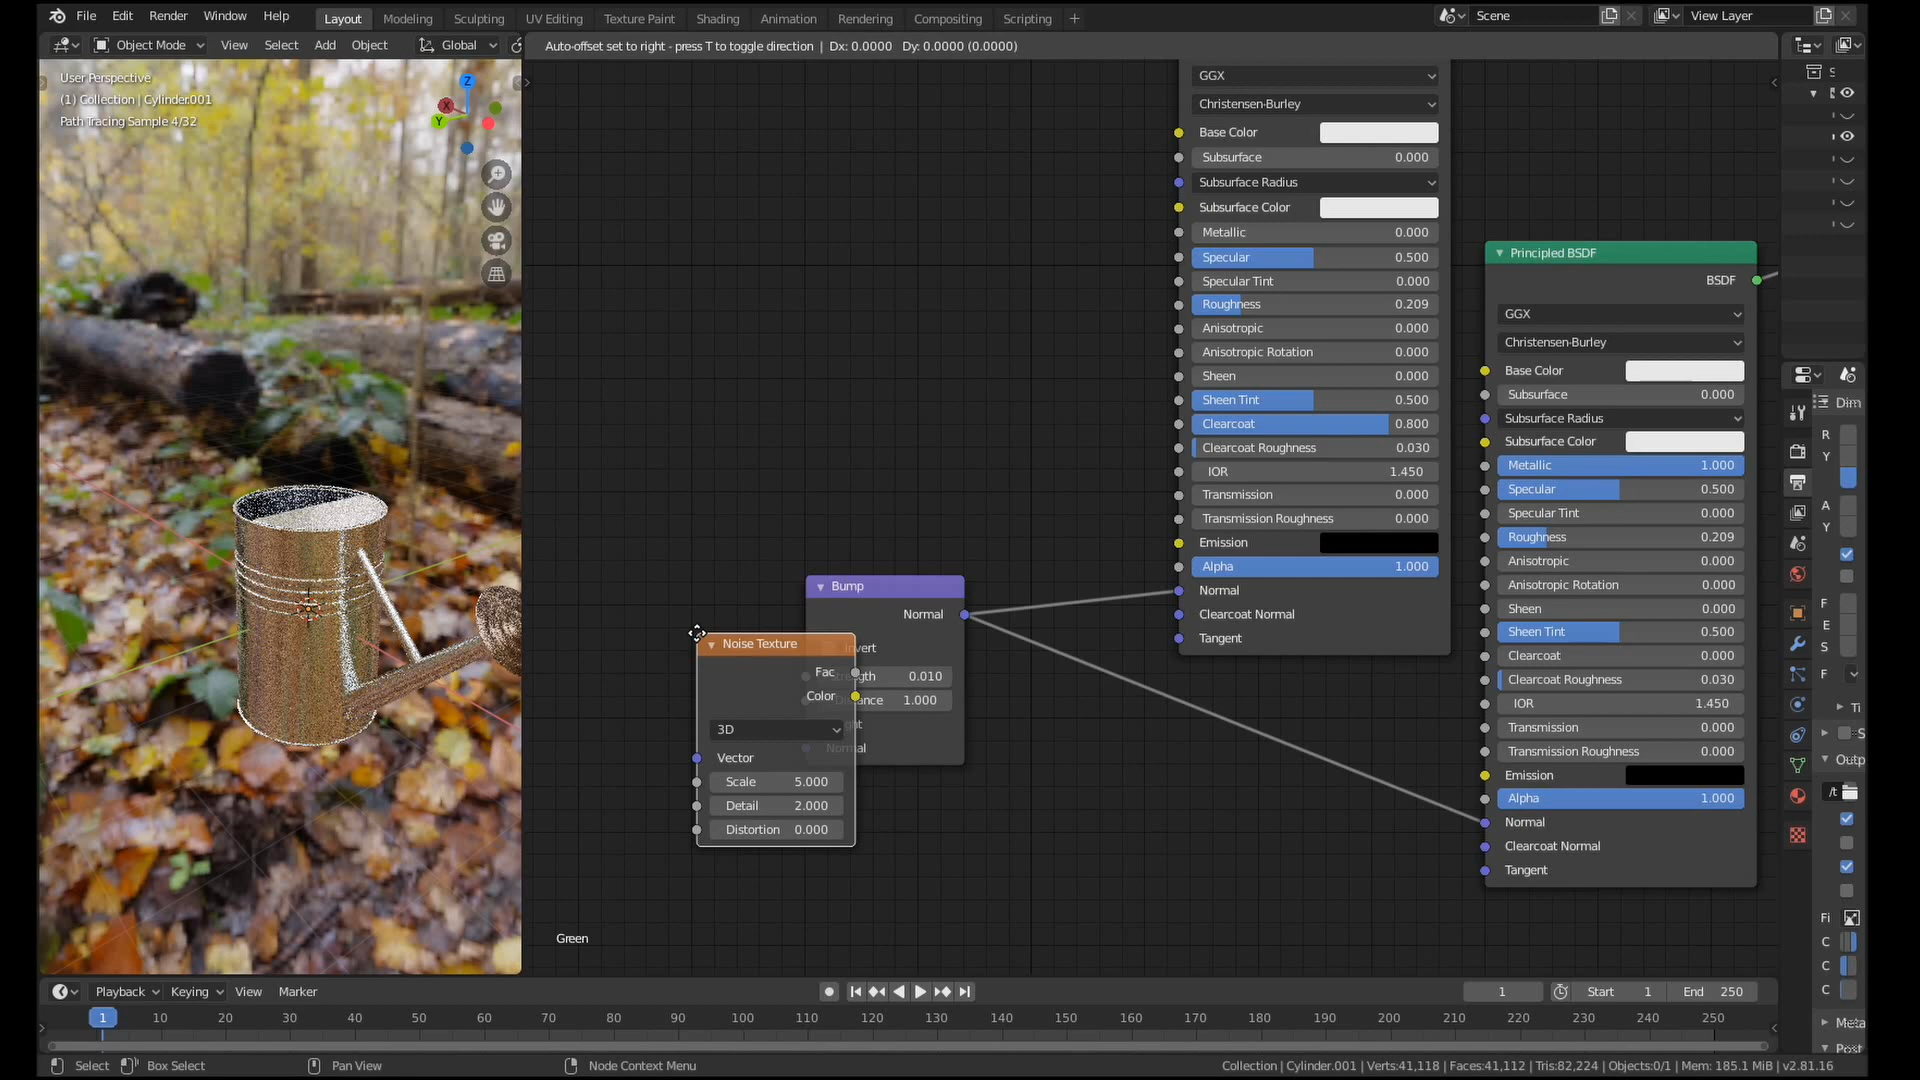 File Edit Render Window Help
Layout Modeling Sculpting UV Editing Texture Paint Shading Animation Rendering Compositing Scripting +
Scene
View Layer
Object Mode View Select Add Object Global
Auto-offset set to right - press T to toggle direction | Dx: 0.0000 Dy: 0.0000 (0.0000)
User Perspective
(1) Collection | Cylinder.001
Path Tracing Sample 4/32
Z
X
Y
GGX
Christensen-Burley
Base Color
Subsurface 0.000
Subsurface Radius
Subsurface Color
Metallic 0.000
Specular 0.500
Specular Tint 0.000
Roughness 0.209
Anisotropic 0.000
Anisotropic Rotation 0.000
Sheen 0.000
Sheen Tint 0.500
Clearcoat 0.800
Clearcoat Roughness 0.030
IOR 1.450
Transmission 0.000
Transmission Roughness 0.000
Emission
Alpha 1.000
Normal
Clearcoat Normal
Tangent
Principled BSDF
BSDF
GGX
Christensen-Burley
Base Color
Subsurface 0.000
Subsurface Radius
Subsurface Color
Metallic 1.000
Specular 0.500
Specular Tint 0.000
Roughness 0.209
Anisotropic 0.000
Anisotropic Rotation 0.000
Sheen 0.000
Sheen Tint 0.500
Clearcoat 0.000
Clearcoat Roughness 0.030
IOR 1.450
Transmission 0.000
Transmission Roughness 0.000
Emission
Alpha 1.000
Normal
Clearcoat Normal
Tangent
Bump
Normal
0.010
1.000
Normal
Noise Texture
Fac
Color
3D
Vector
Scale 5.000
Detail 2.000
Distortion 0.000
Green
S
Dim
R
Y
A
Y
F
E
S
F
Ti
S
Outp
/t
Fi
C
C
C
Meta
Post
Playback Keying View Marker
1 Start 1 End 250
1 10 20 30 40 50 60 70 80 90 100 110 120 130 140 150 160 170 180 190 200 210 220 230 240 250
Select Box Select Pan View Node Context Menu
Collection | Cylinder.001 | Verts:41,118 | Faces:41,112 | Tris:82,224 | Objects:0/1 | Mem: 185.1 MiB | v2.81.16